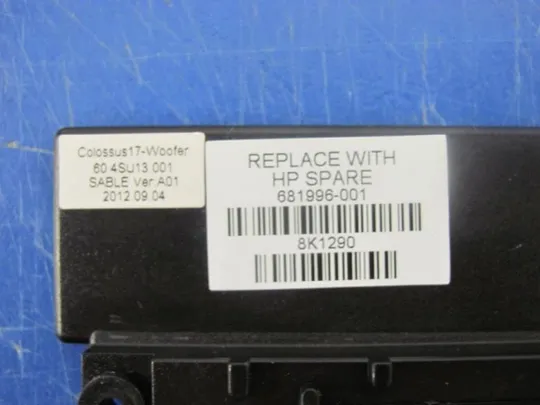 Colossus17-Woofer
60.4SU13.001
SABLE Ver A01
2012.09.04
REPLACE WITH
HP SPARE
681996-001
8K1290